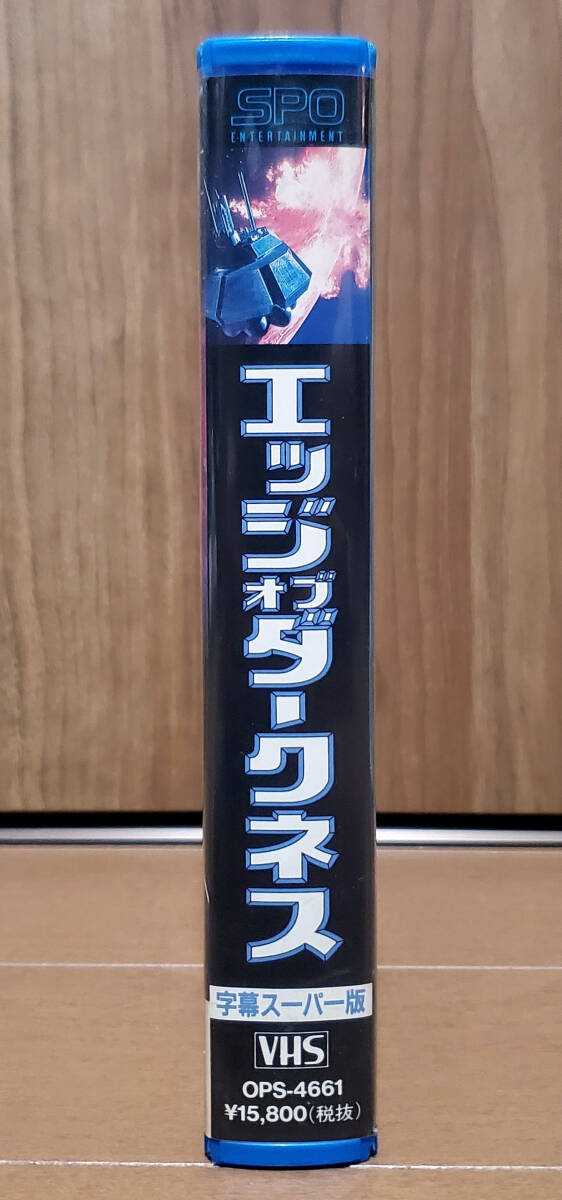 SPO
ENTERTAINMENT
エッジオブダークネス
字幕スーパー版
VHS
OPS-4661
¥15,800(税抜)